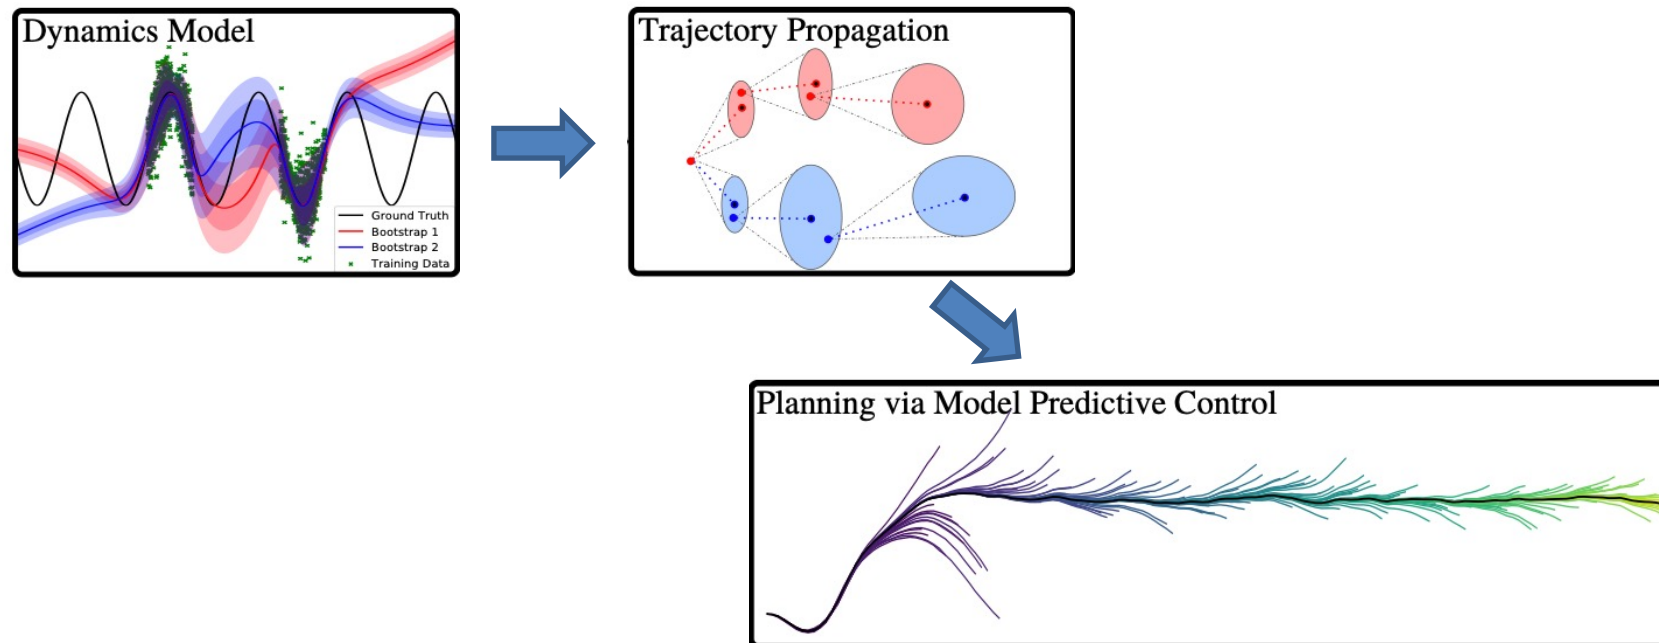 Dynamics Model
Ground Truth
Bootstrap 1
Bootstrap 2
Training Data
Trajectory Propagation
Planning via Model Predictive Control